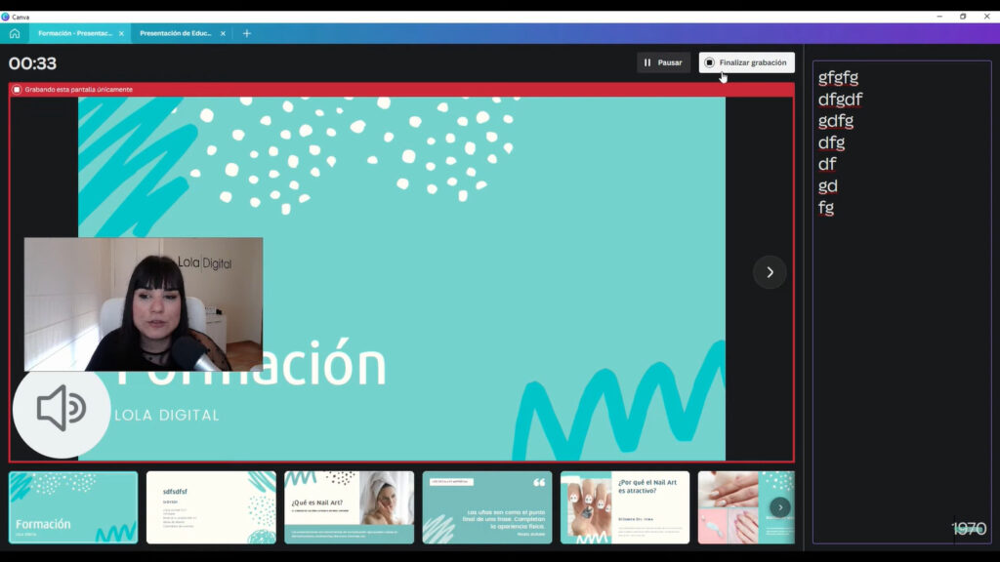 Canva
Formación - Presentac...
Presentación de Educ...
00:33
Pausar
Finalizar grabación
Grabando esta pantalla únicamente
gfgfg
dfgdf
gdfg
dfg
df
gd
fg
Lola Digital
Formación
LOLA DIGITAL
Formación
sdfsdfsf
¿Qué es Nail Art?
Las uñas son como el punto
final de una frase. Completan
la apariencia física.
¿Por qué el Nail Art
es atractivo?
1970